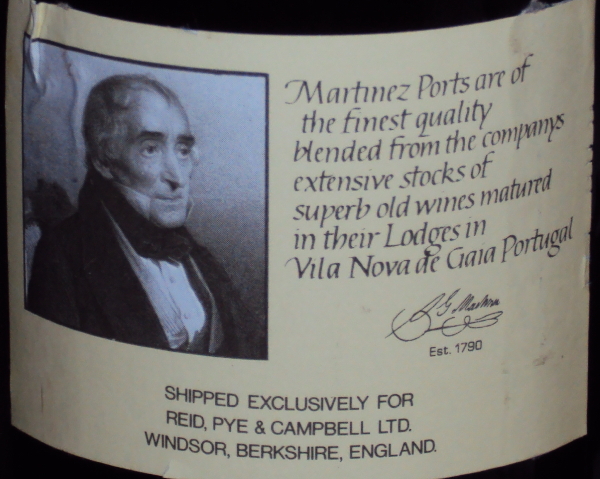 Martinez Ports are of
the finest quality
blended from the companys
extensive stocks of
superb old wines matured
in their Lodges in
Vila Nova de Gaia Portugal
Est. 1790
SHIPPED EXCLUSIVELY FOR
REID, PYE & CAMPBELL LTD.
WINDSOR, BERKSHIRE, ENGLAND.